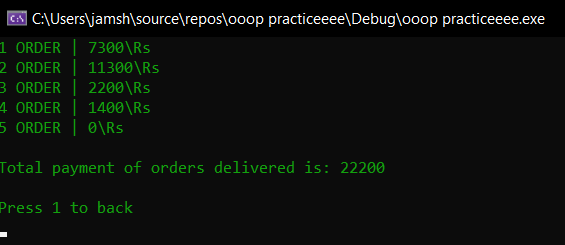 C:\Users\jamsh\source\repos\ooop practiceeee\Debug\ooop practiceeee.exe
1 ORDER | 7300\Rs
2 ORDER | 11300\Rs
3 ORDER | 2200\Rs
4 ORDER | 1400\Rs
5 ORDER | 0\Rs
Total payment of orders delivered is: 22200
Press 1 to back